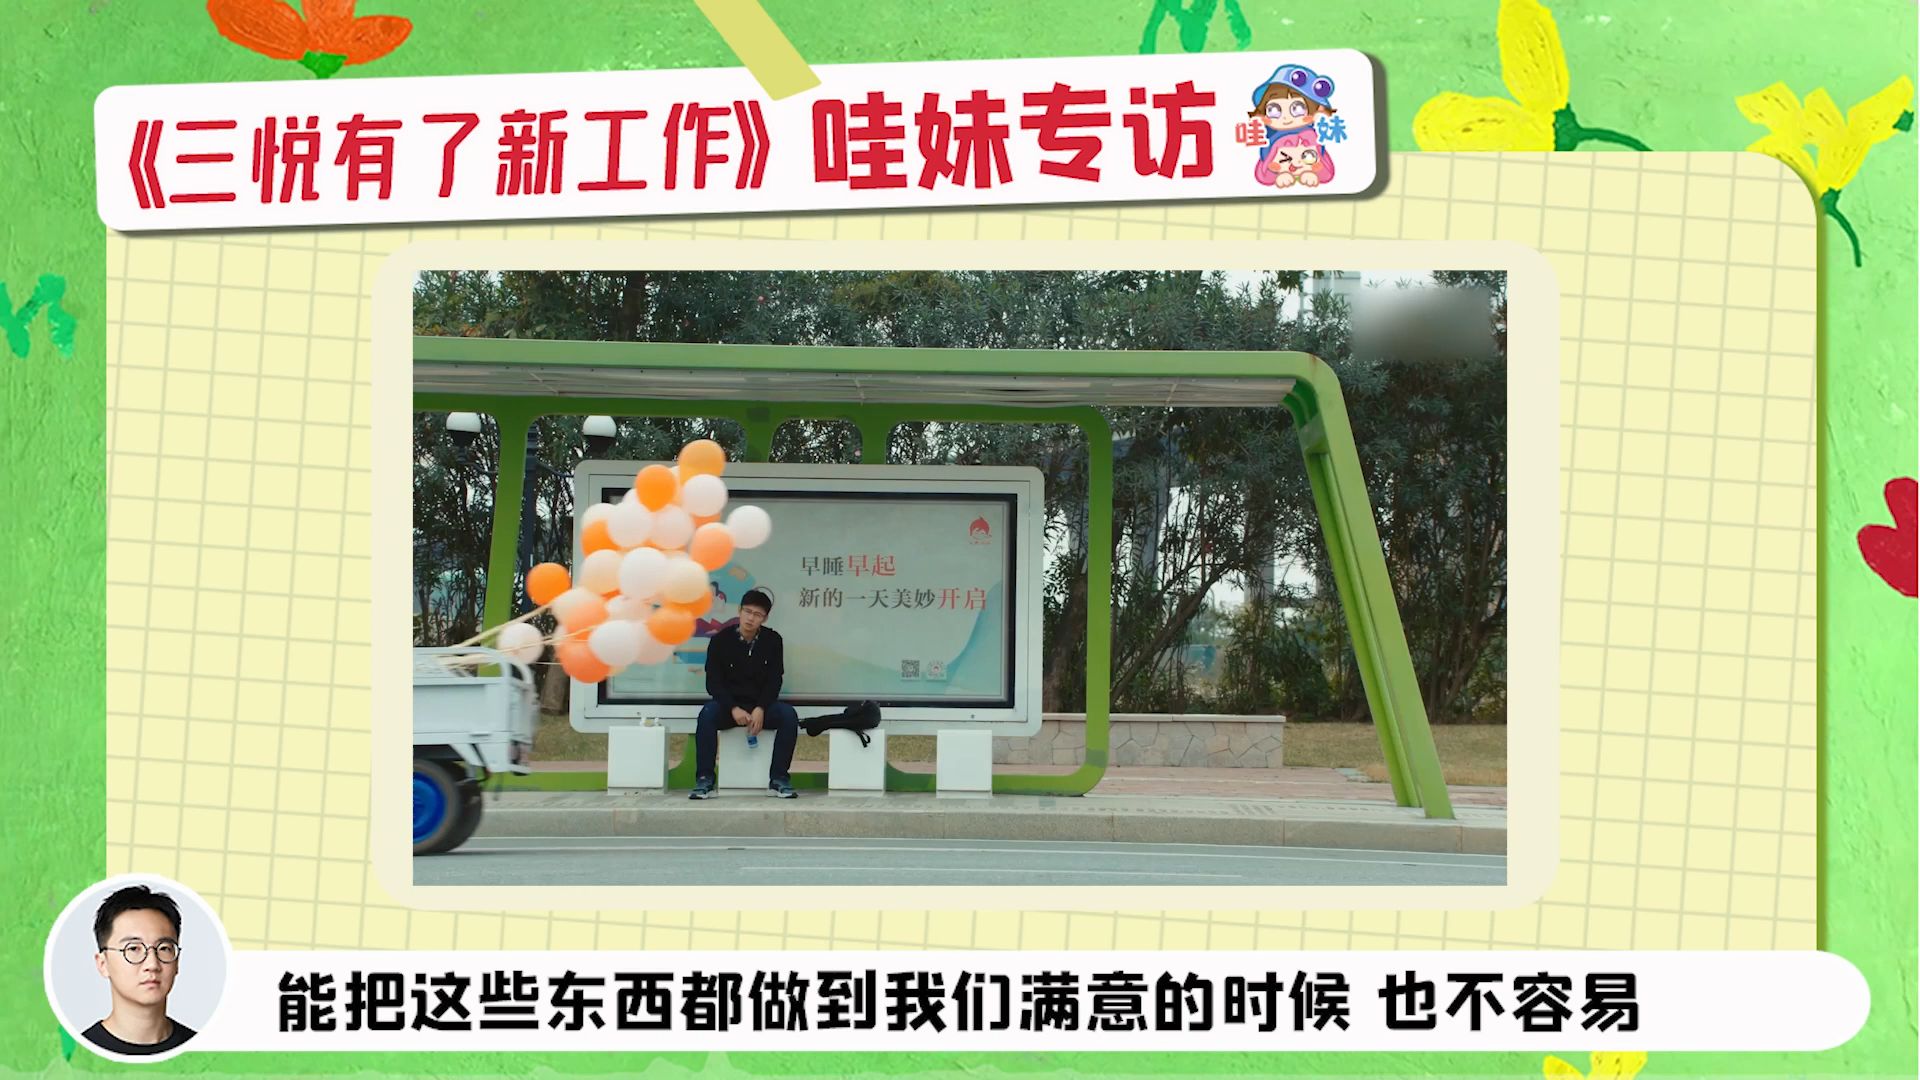 《三悦有了新工作》哇妹专访
哇妹
早睡早起
新的一天美妙开启
能把这些东西都做到我们满意的时候 也不容易